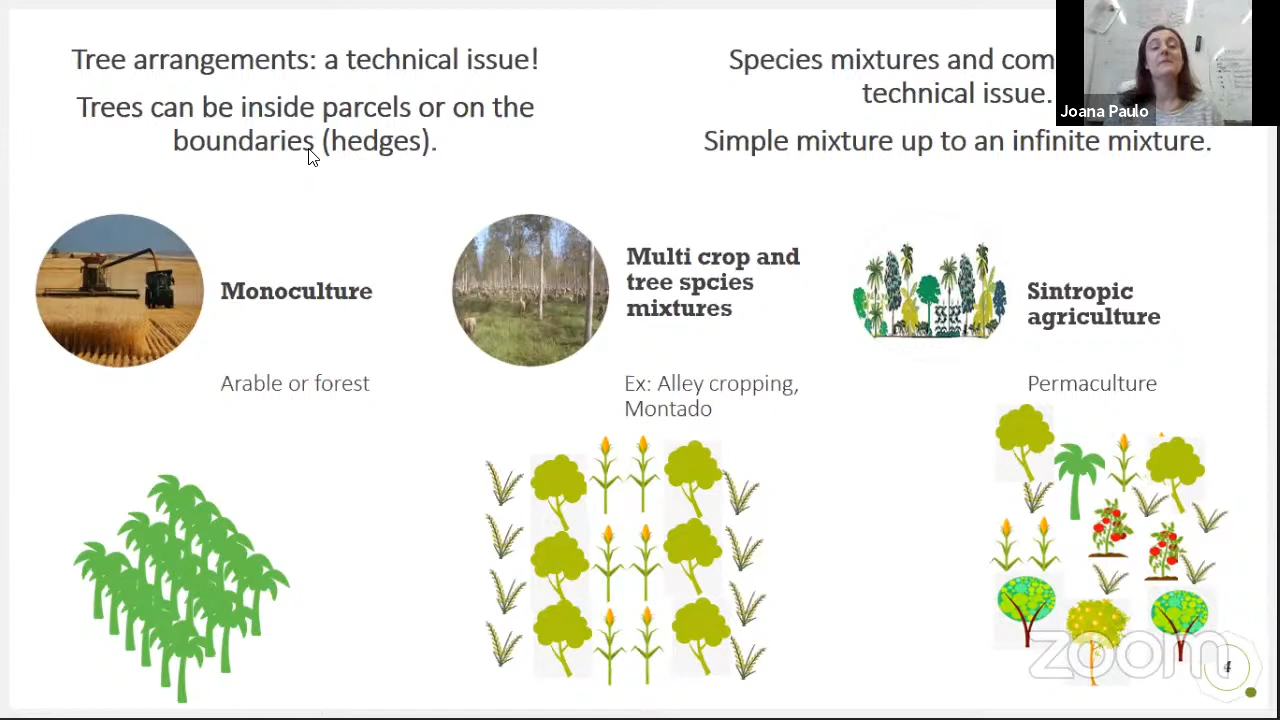 Tree arrangements: a technical issue!
Trees can be inside parcels or on the
boundaries (hedges).
Species mixtures and com
technical issue.
Simple mixture up to an infinite mixture.
Joana Paulo
Monoculture
Arable or forest
Multi crop and
tree spcies
mixtures
Ex: Alley cropping,
Montado
Sintropic
agriculture
Permaculture
zoom
4